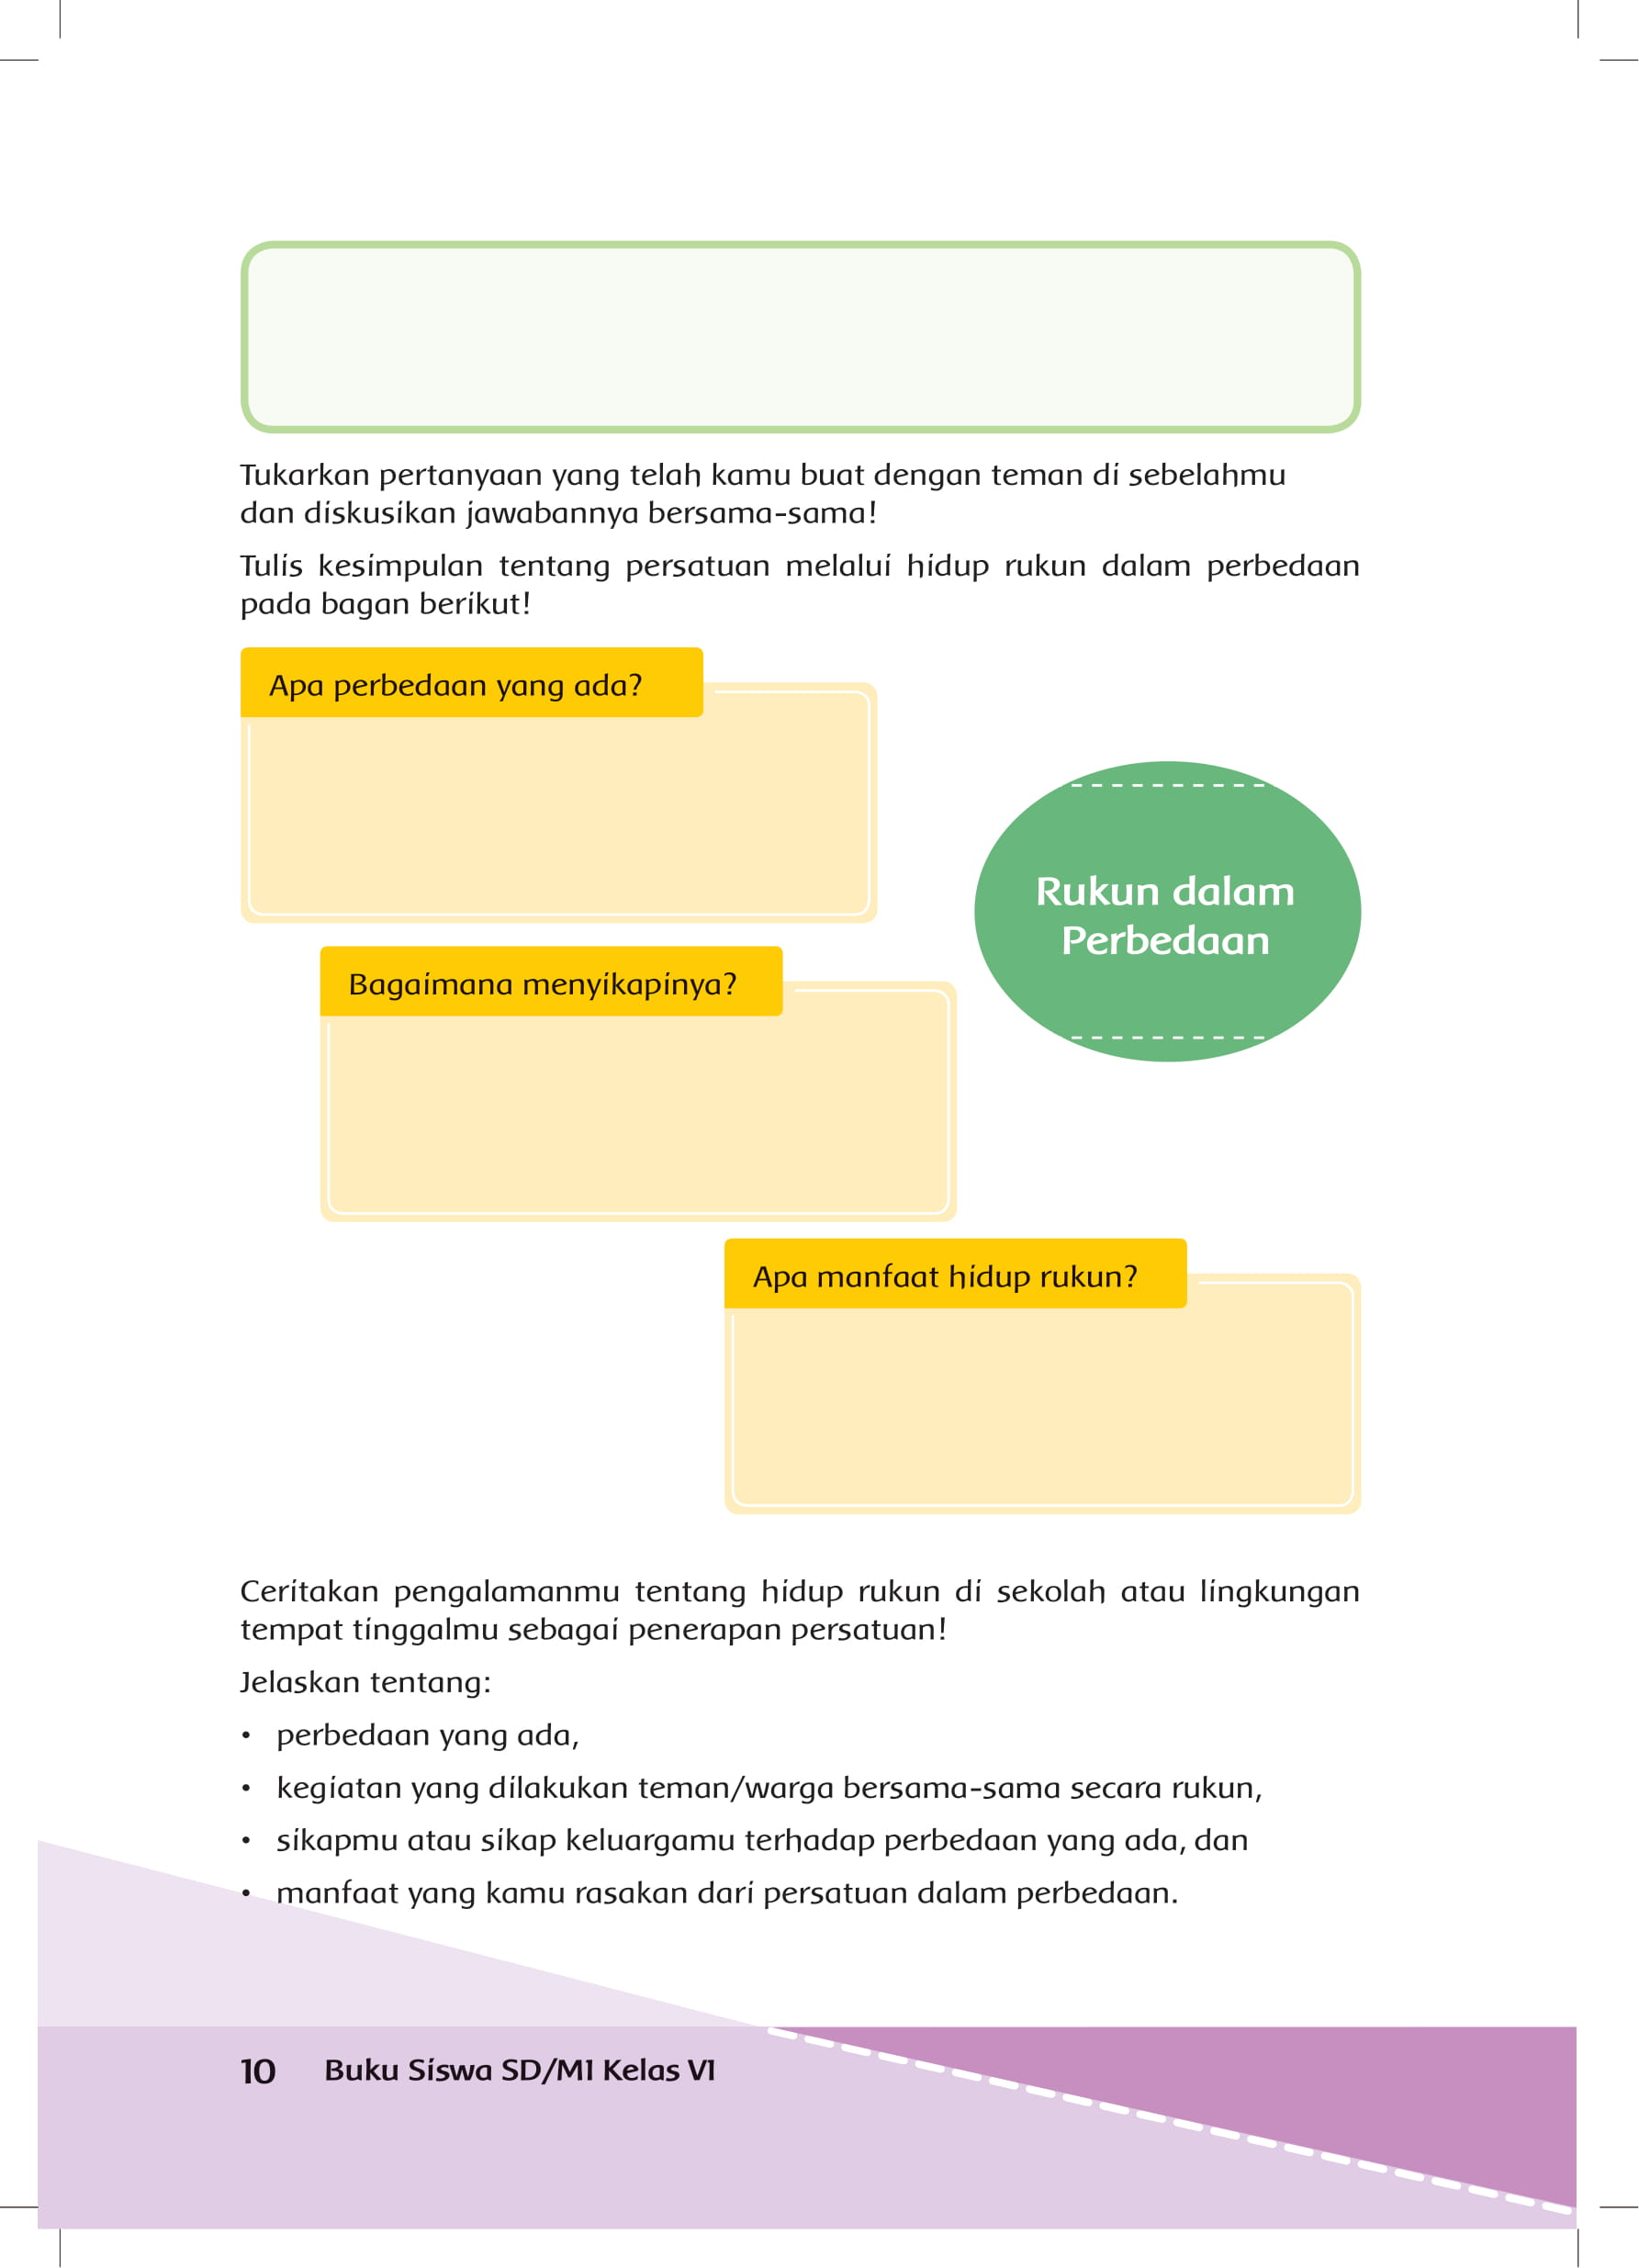 Tukarkan pertanyaan yang telah kamu buat dengan teman di sebelahmu
dan diskusikan jawabannya bersama-sama!
Tulis kesimpulan tentang persatuan melalui hidup rukun dalam perbedaan
pada bagan berikut!
Apa perbedaan yang ada?
Rukun dalam
Perbedaan
Bagaimana menyikapinya?
Apa manfaat hidup rukun?
Ceritakan pengalamanmu tentang hidup rukun di sekolah atau lingkungan
tempat tinggalmu sebagai penerapan persatuan!
Jelaskan tentang:
• perbedaan yang ada,
• kegiatan yang dilakukan teman/warga bersama-sama secara rukun,
• sikapmu atau sikap keluargamu terhadap perbedaan yang ada, dan
• manfaat yang kamu rasakan dari persatuan dalam perbedaan.
10 Buku Siswa SD/MI Kelas VI